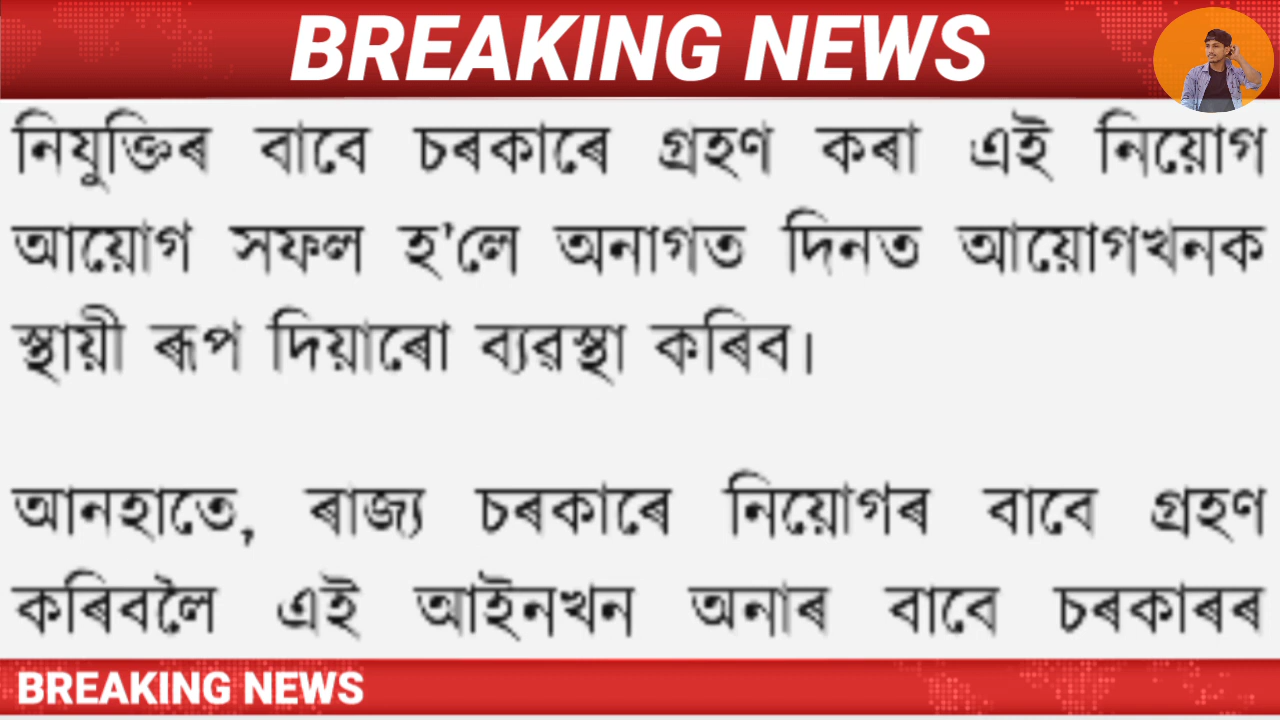 BREAKING NEWS
নিযুক্তিৰ বাবে চৰকাৰে গ্ৰহণ কৰা এই নিয়োগ
আয়োগ সফল হ'লে অনাগত দিনত আয়োগখনক
স্থায়ী ৰূপ দিয়াৰো ব্যৱস্থা কৰিব।
আনহাতে, ৰাজ্য চৰকাৰে নিয়োগৰ বাবে গ্ৰহণ
কৰিবলৈ এই আইনখন অনাৰ বাবে চৰকাৰৰ
BREAKING NEWS